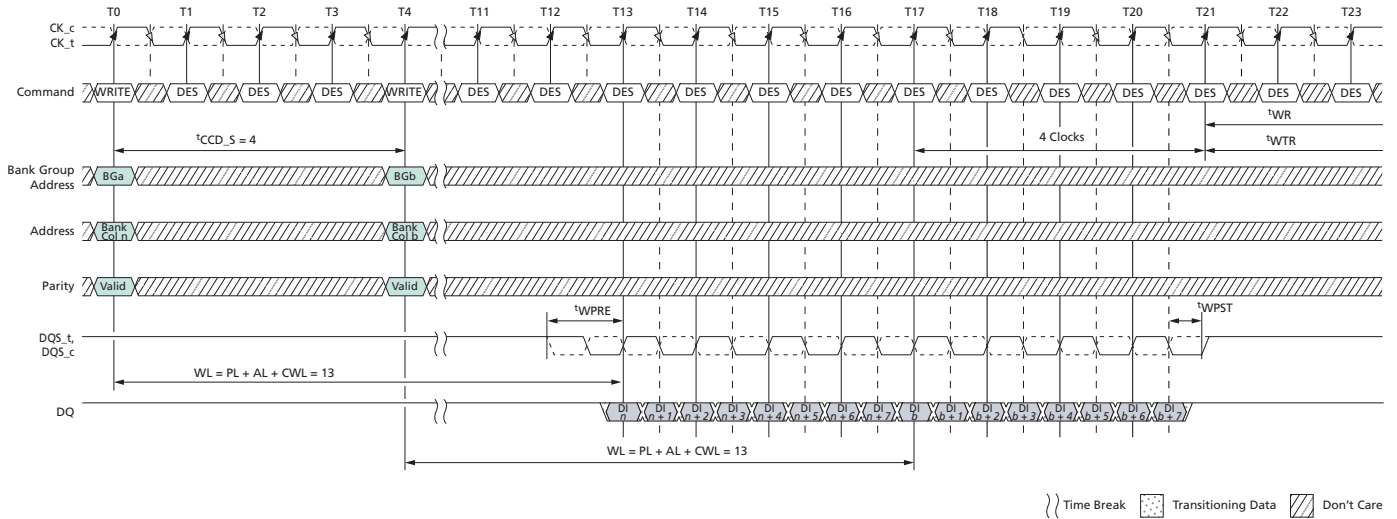 T0 T1 T2 T3 T4 T11 T12 T13 T14 T15 T16 T17 T18 T19 T20 T21 T22 T23
CK_c
CK_t
Command WRITE DES DES DES WRITE DES DES DES DES DES DES DES DES DES DES DES DES DES
tWR
tCCD_S = 4
4 Clocks
tWTR
Bank Group
Address
BGa BGb
Address
Bank
Col n
Bank
Col b
Parity Valid Valid
tWPRE
tWPST
DQS_t,
DQS_c
WL = PL + AL + CWL = 13
DQ
DI
n
DI
n + 1
DI
n + 2
DI
n + 3
DI
n + 4
DI
n + 5
DI
n + 6
DI
n + 7
DI
b
DI
b + 1
DI
b + 2
DI
b + 3
DI
b + 4
DI
b + 5
DI
b + 6
DI
b + 7
WL = PL + AL + CWL = 13
Time Break Transitioning Data Don't Care